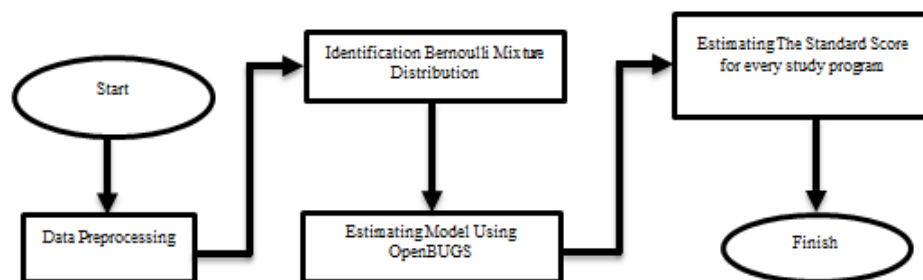 Start
Data Preprocessing
Identification Bernoulli Mixture
Distribution
Estimating Model Using
OpenBUGS
Estimating The Standard Score
for every study program
Finish